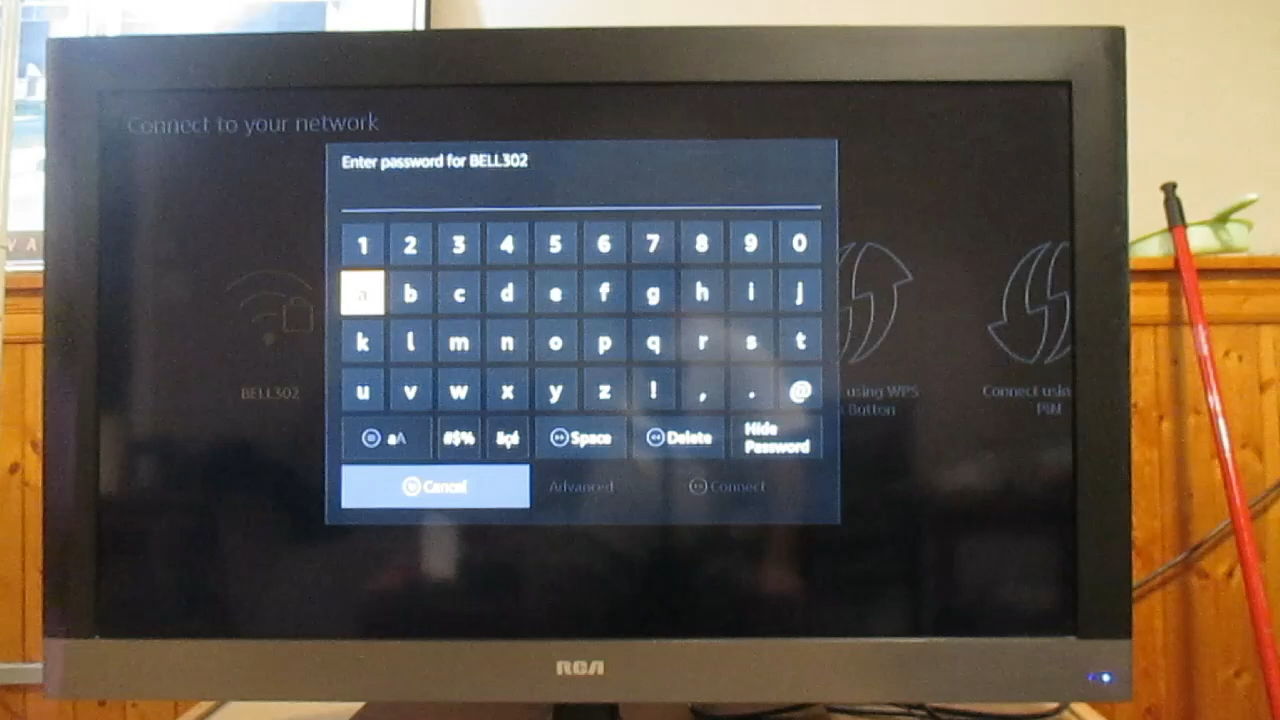 Connect to your network
Enter password for BELL302
1 2 3 4 5 6 7 8 9 0
a b c d e f g h i j
k l m n o p q r s t
u v w x y z ! , . @
aA #$% äçé Space Delete Hide Password
Cancel Advanced Connect
BELL302
using WPS
Button
Connect usin
PIN
RCA
V A